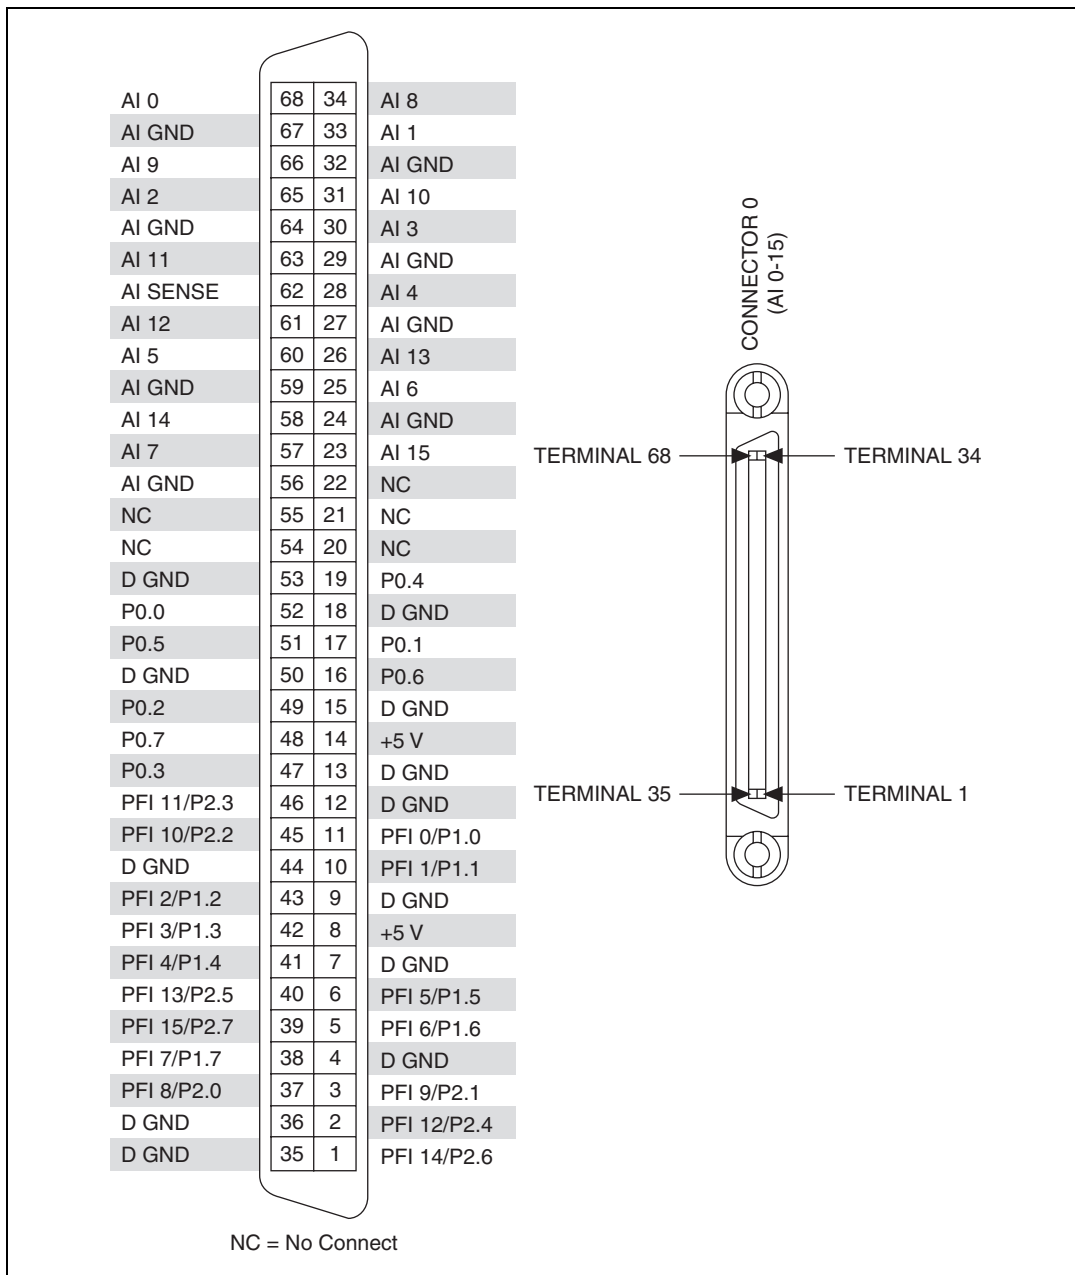 AI 0 68 34 AI 8
AI GND 67 33 AI 1
AI 9 66 32 AI GND
AI 2 65 31 AI 10
AI GND 64 30 AI 3
AI 11 63 29 AI GND
AI SENSE 62 28 AI 4
AI 12 61 27 AI GND
AI 5 60 26 AI 13
AI GND 59 25 AI 6
AI 14 58 24 AI GND
AI 7 57 23 AI 15
AI GND 56 22 NC
NC 55 21 NC
NC 54 20 NC
D GND 53 19 P0.4
P0.0 52 18 D GND
P0.5 51 17 P0.1
D GND 50 16 P0.6
P0.2 49 15 D GND
P0.7 48 14 +5 V
P0.3 47 13 D GND
PFI 11/P2.3 46 12 D GND
PFI 10/P2.2 45 11 PFI 0/P1.0
D GND 44 10 PFI 1/P1.1
PFI 2/P1.2 43 9 D GND
PFI 3/P1.3 42 8 +5 V
PFI 4/P1.4 41 7 D GND
PFI 13/P2.5 40 6 PFI 5/P1.5
PFI 15/P2.7 39 5 PFI 6/P1.6
PFI 7/P1.7 38 4 D GND
PFI 8/P2.0 37 3 PFI 9/P2.1
D GND 36 2 PFI 12/P2.4
D GND 35 1 PFI 14/P2.6
NC = No Connect
CONNECTOR 0
(AI 0-15)
TERMINAL 68
TERMINAL 34
TERMINAL 35
TERMINAL 1